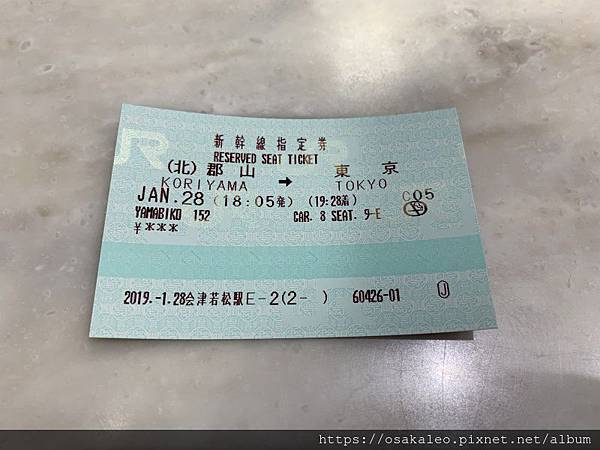 新幹線指定券
RESERVED SEAT TICKET
(北)郡山 → 東京
KORIYAMA TOKYO
JAN.28 (18:05発) (19:28着) C05
YAMABIKO 152 CAR. 8 SEAT. 9-E
¥***
2019.-1.28会津若松駅E-2(2- ) 60426-01
https://osakaleo.pixnet.net/album